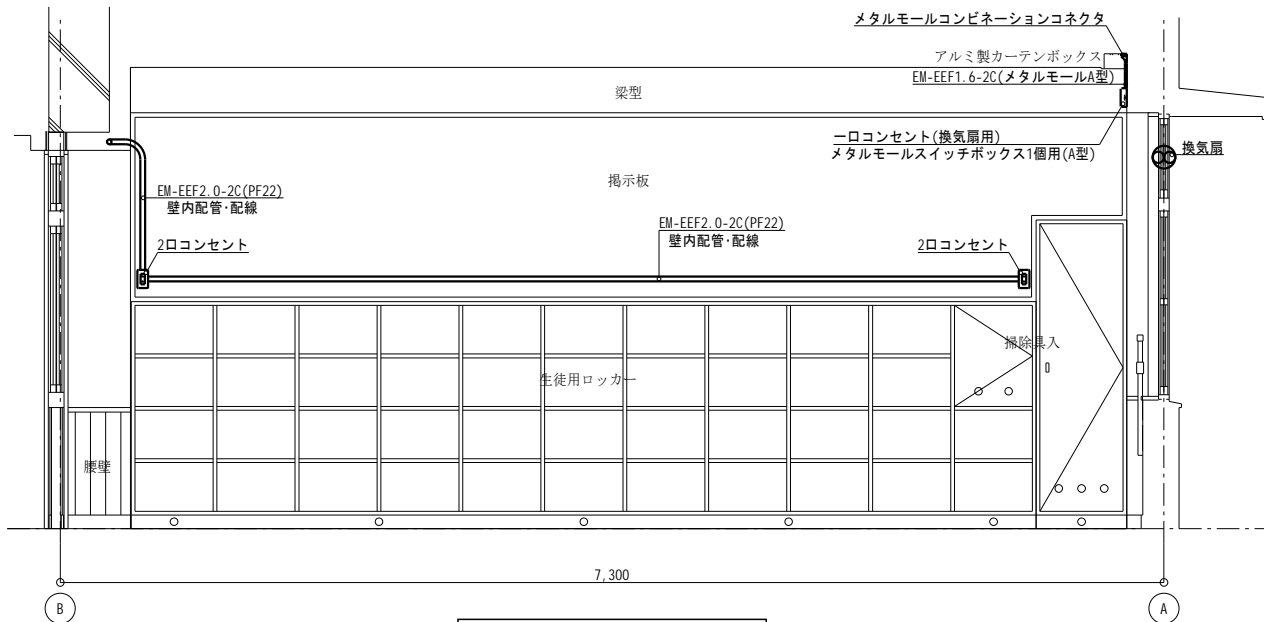 メタルモールコンビネーションコネクタ
アルミ製カーテンボックス
EM-EEF1.6-2C(メタルモールA型)
梁型
一口コンセント(換気扇用)
メタルモールスイッチボックス1個用(A型)
換気扇
掲示板
EM-EEF2.0-2C(PF22)
壁内配管・配線
EM-EEF2.0-2C(PF22)
壁内配管・配線
2口コンセント
2口コンセント
掃除具入
生徒用ロッカー
腰壁
7,300
B
A